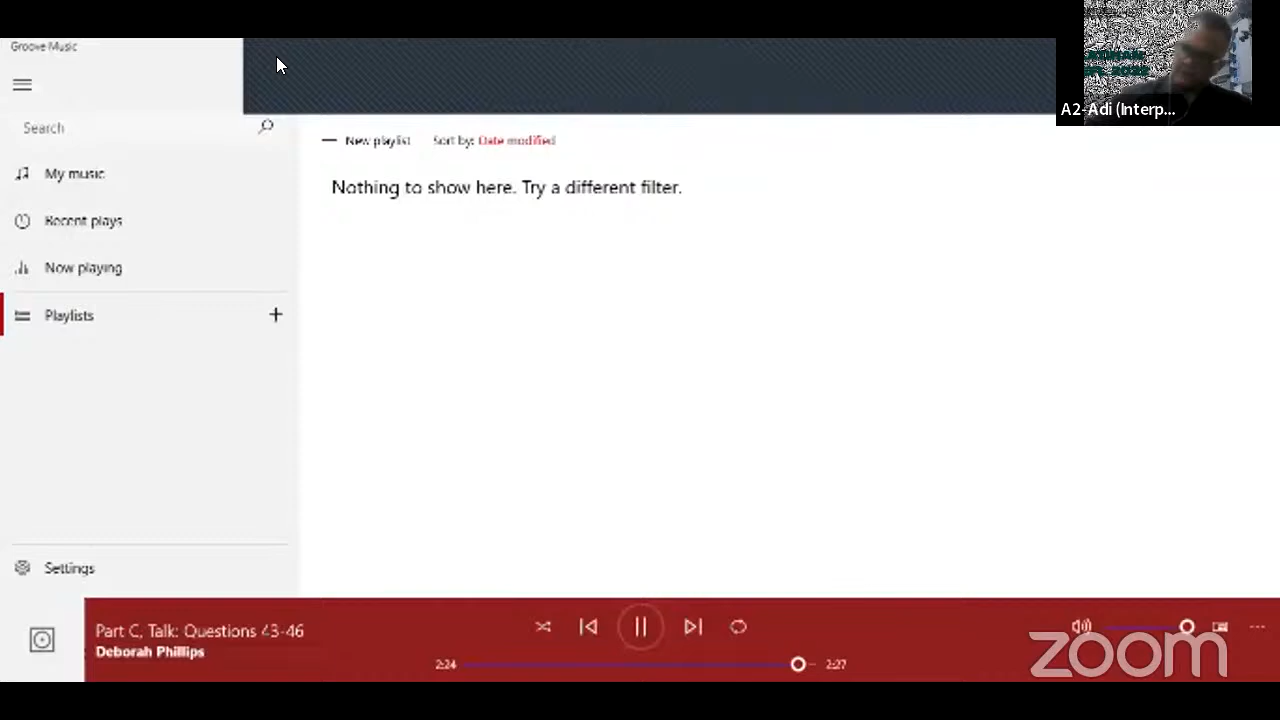 Groove Music
Search
My music
Recent plays
Now playing
Playlists
Settings
New playlist Sort by: Date modified
Nothing to show here. Try a different filter.
A2-Adi (Interp...
Part C, Talk: Questions 43-46
Deborah Phillips
2:24
2:27
zoom